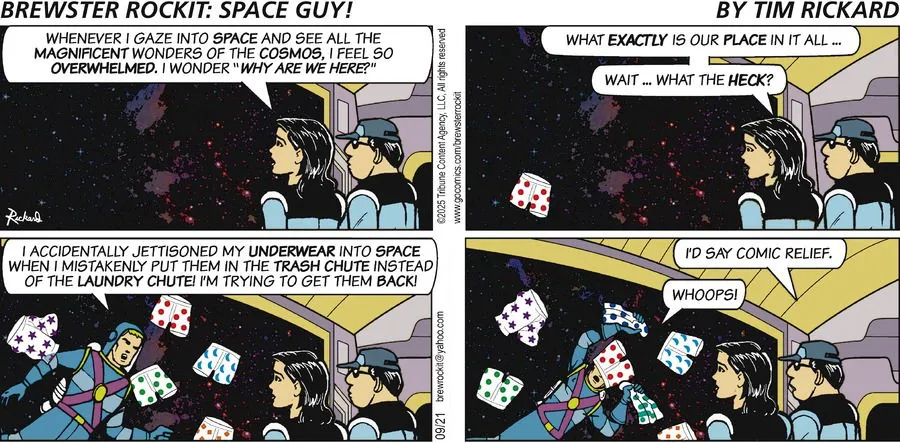 BREWSTER ROCKIT: SPACE GUY!
BY TIM RICKARD
WHENEVER I GAZE INTO SPACE AND SEE ALL THE
MAGNIFICENT WONDERS OF THE COSMOS, I FEEL SO
OVERWHELMED. I WONDER "WHY ARE WE HERE?"
Rickard
©2025 Tribune Content Agency, LLC, All rights reserved
www.gocomics.com/brewsterrockit
WHAT EXACTLY IS OUR PLACE IN IT ALL ...
WAIT ... WHAT THE HECK?
I ACCIDENTALLY JETTISONED MY UNDERWEAR INTO SPACE
WHEN I MISTAKENLY PUT THEM IN THE TRASH CHUTE INSTEAD
OF THE LAUNDRY CHUTE! I'M TRYING TO GET THEM BACK!
09/21 brewrockit@yahoo.com
I'D SAY COMIC RELIEF.
WHOOPS!